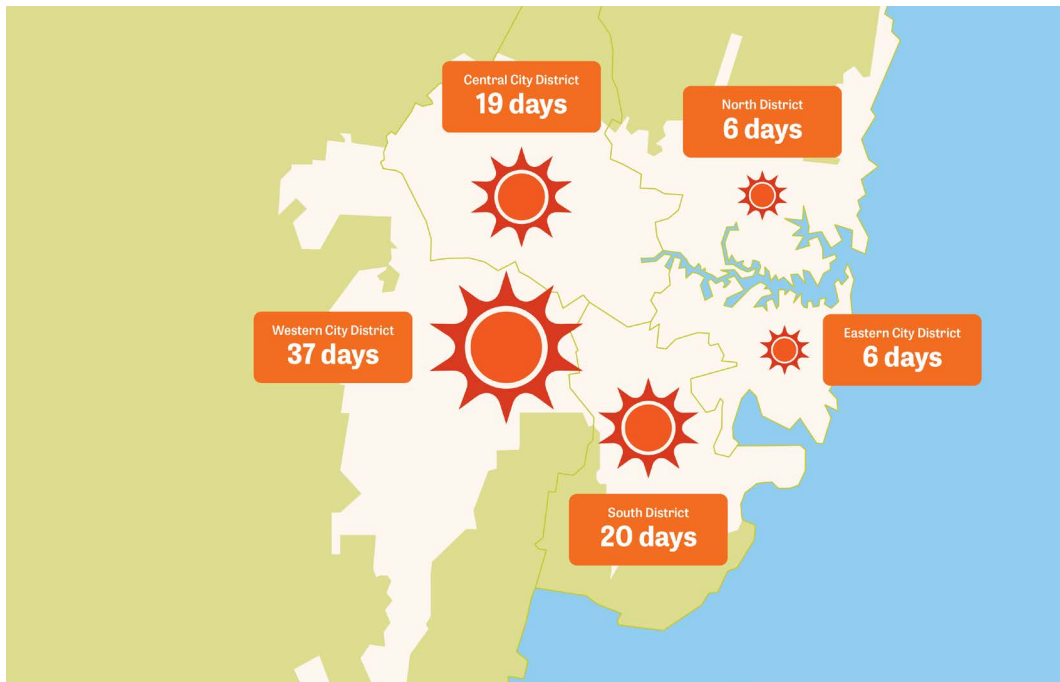 Central City District
19 days
North District
6 days
Western City District
37 days
Eastern City District
6 days
South District
20 days